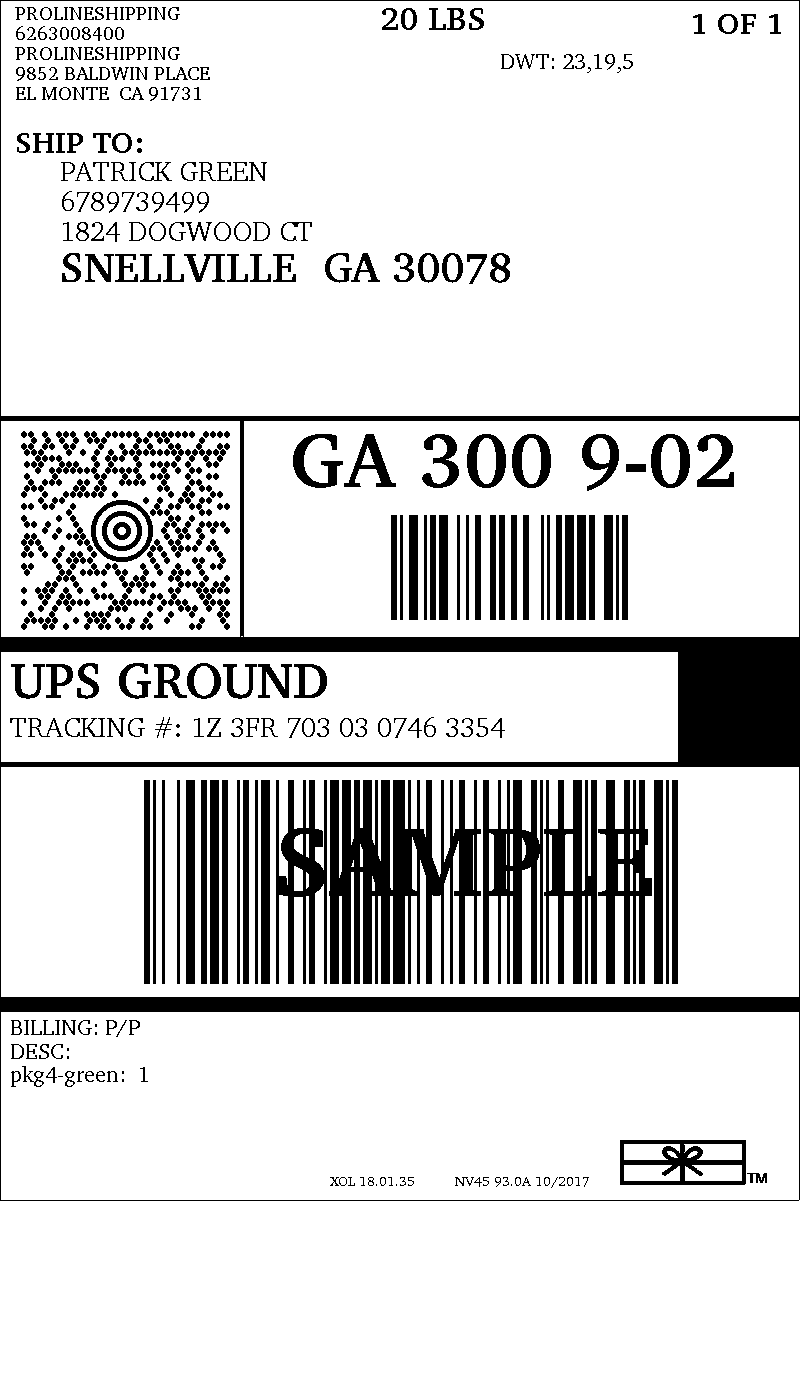 PROLINESHIPPING
6263008400
PROLINESHIPPING
9852 BALDWIN PLACE
EL MONTE  CA 91731
20 LBS
1 OF 1
DWT: 23,19,5
SHIP TO:
PATRICK GREEN
6789739499
1824 DOGWOOD CT
SNELLVILLE  GA 30078
GA 300 9-02
UPS GROUND
TRACKING #: 1Z 3FR 703 03 0746 3354
SAMPLE
BILLING: P/P
DESC:
pkg4-green:  1
XOL 18.01.35
NV45 93.0A 10/2017
TM